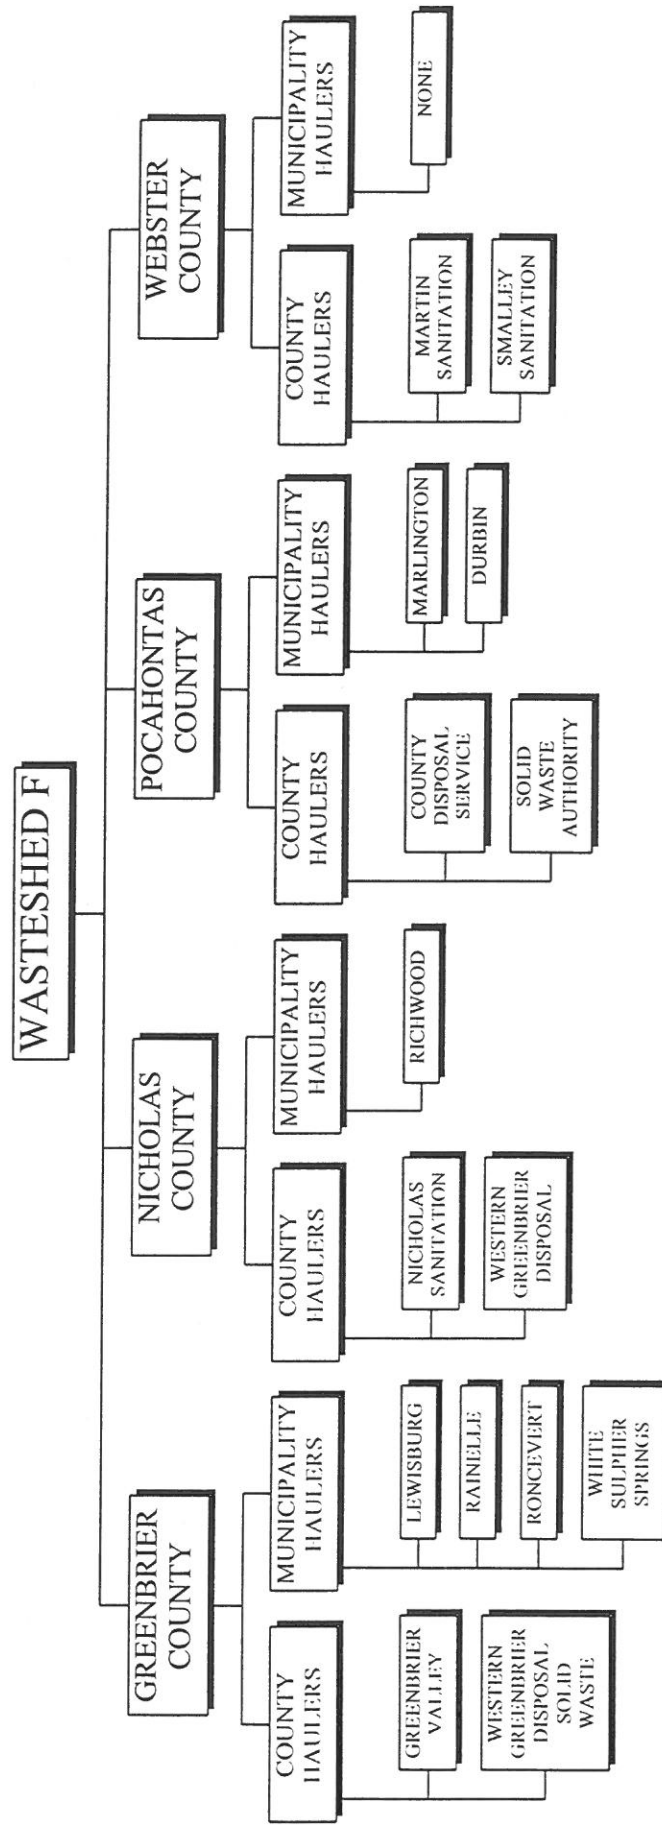 WASTESHED F
GREENBRIER
COUNTY
COUNTY
HAULERS
GREENBRIER
VALLEY
WESTERN
GREENBRIER
DISPOSAL
SOLID
WASTE
MUNICIPALITY
HAULERS
LEWISBURG
RAINELLE
RONCEVERT
WHITE
SULPHER
SPRINGS
NICHOLAS
COUNTY
COUNTY
HAULERS
NICHOLAS
SANITATION
WESTERN
GREENBRIER
DISPOSAL
MUNICIPALITY
HAULERS
RICHWOOD
POCAHONTAS
COUNTY
COUNTY
HAULERS
COUNTY
DISPOSAL
SERVICE
SOLID
WASTE
AUTHORITY
MUNICIPALITY
HAULERS
MARLINGTON
DURBIN
WEBSTER
COUNTY
COUNTY
HAULERS
MARTIN
SANITATION
SMALLEY
SANITATION
MUNICIPALITY
HAULERS
NONE